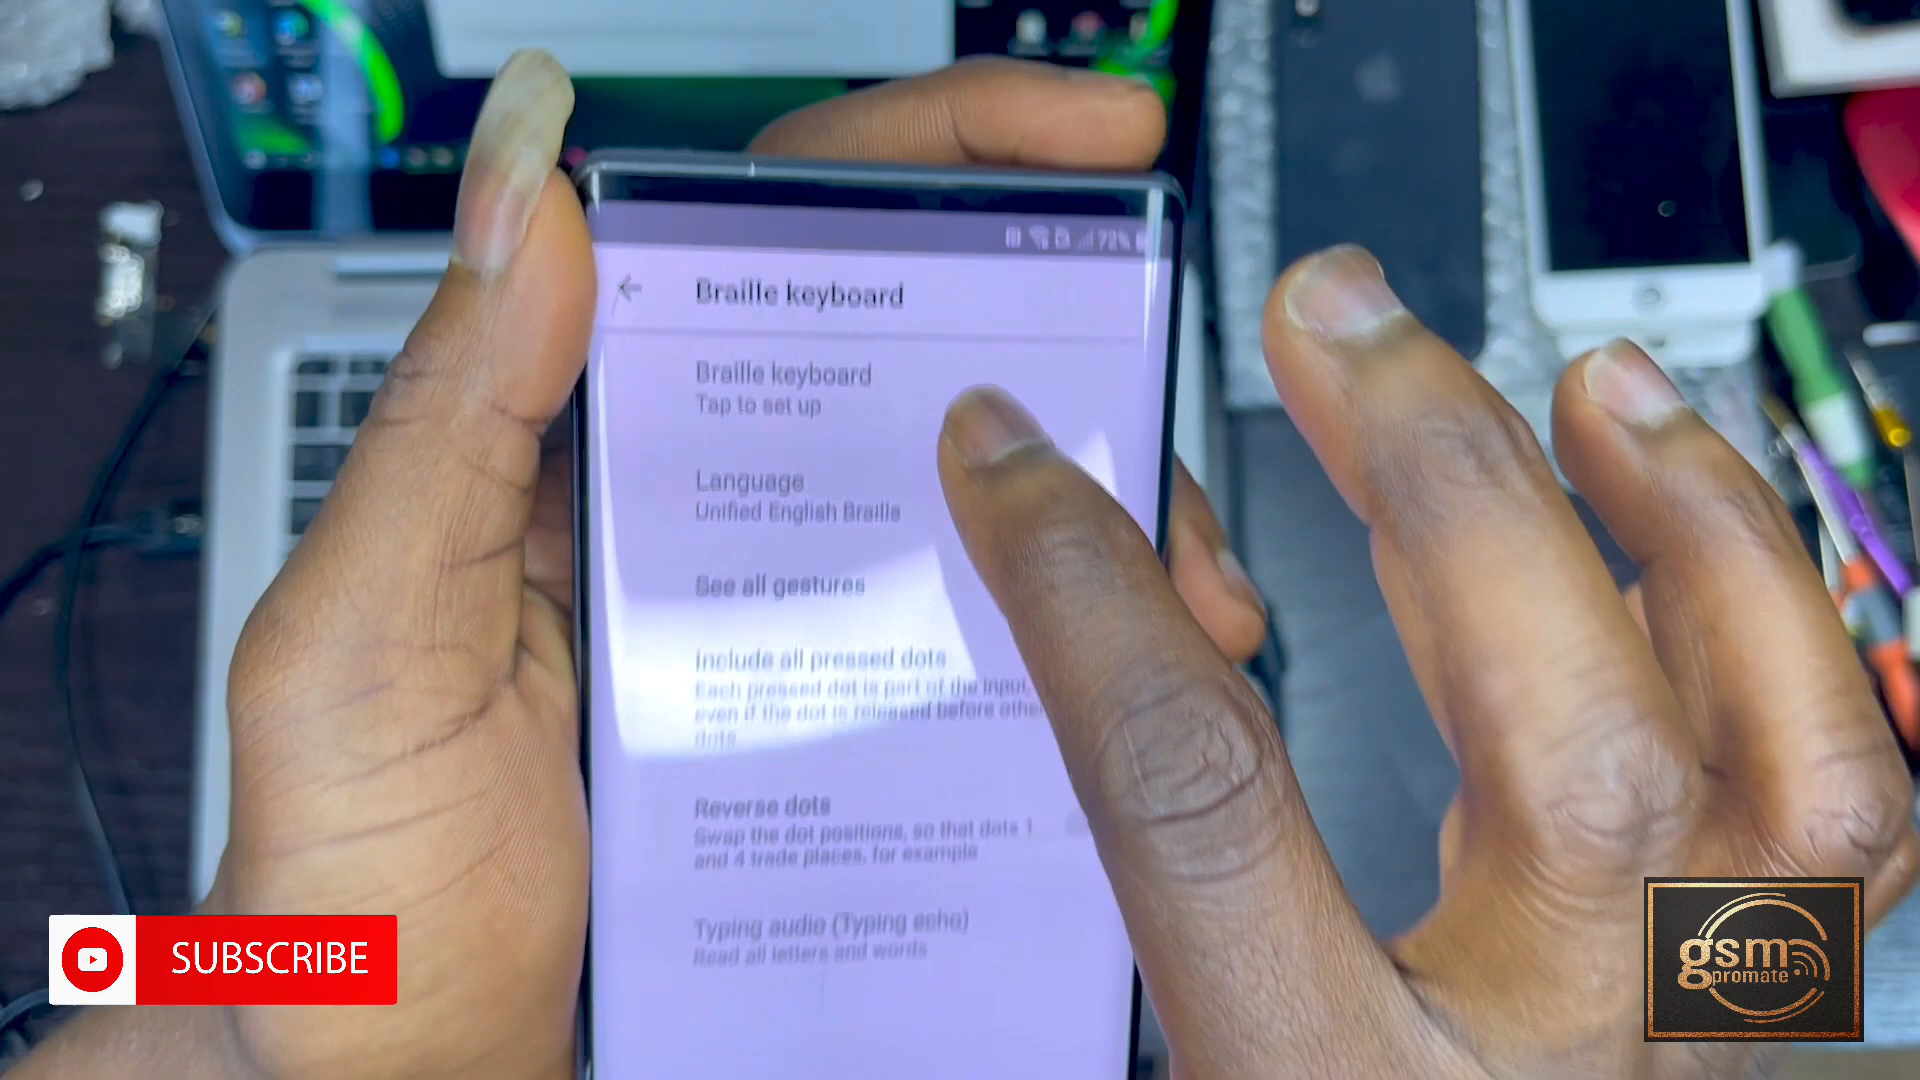 72%
Braille keyboard
Braille keyboard
Tap to set up
Language
Unified English Braille
See all gestures
Include all pressed dots
Each pressed dot is part of the input,
even if the dot is released before other
dots
Reverse dots
Swap the dot positions, so that dots 1
and 4 trade places, for example
Typing audio (Typing echo)
Read all letters and words
SUBSCRIBE
gsm
promate